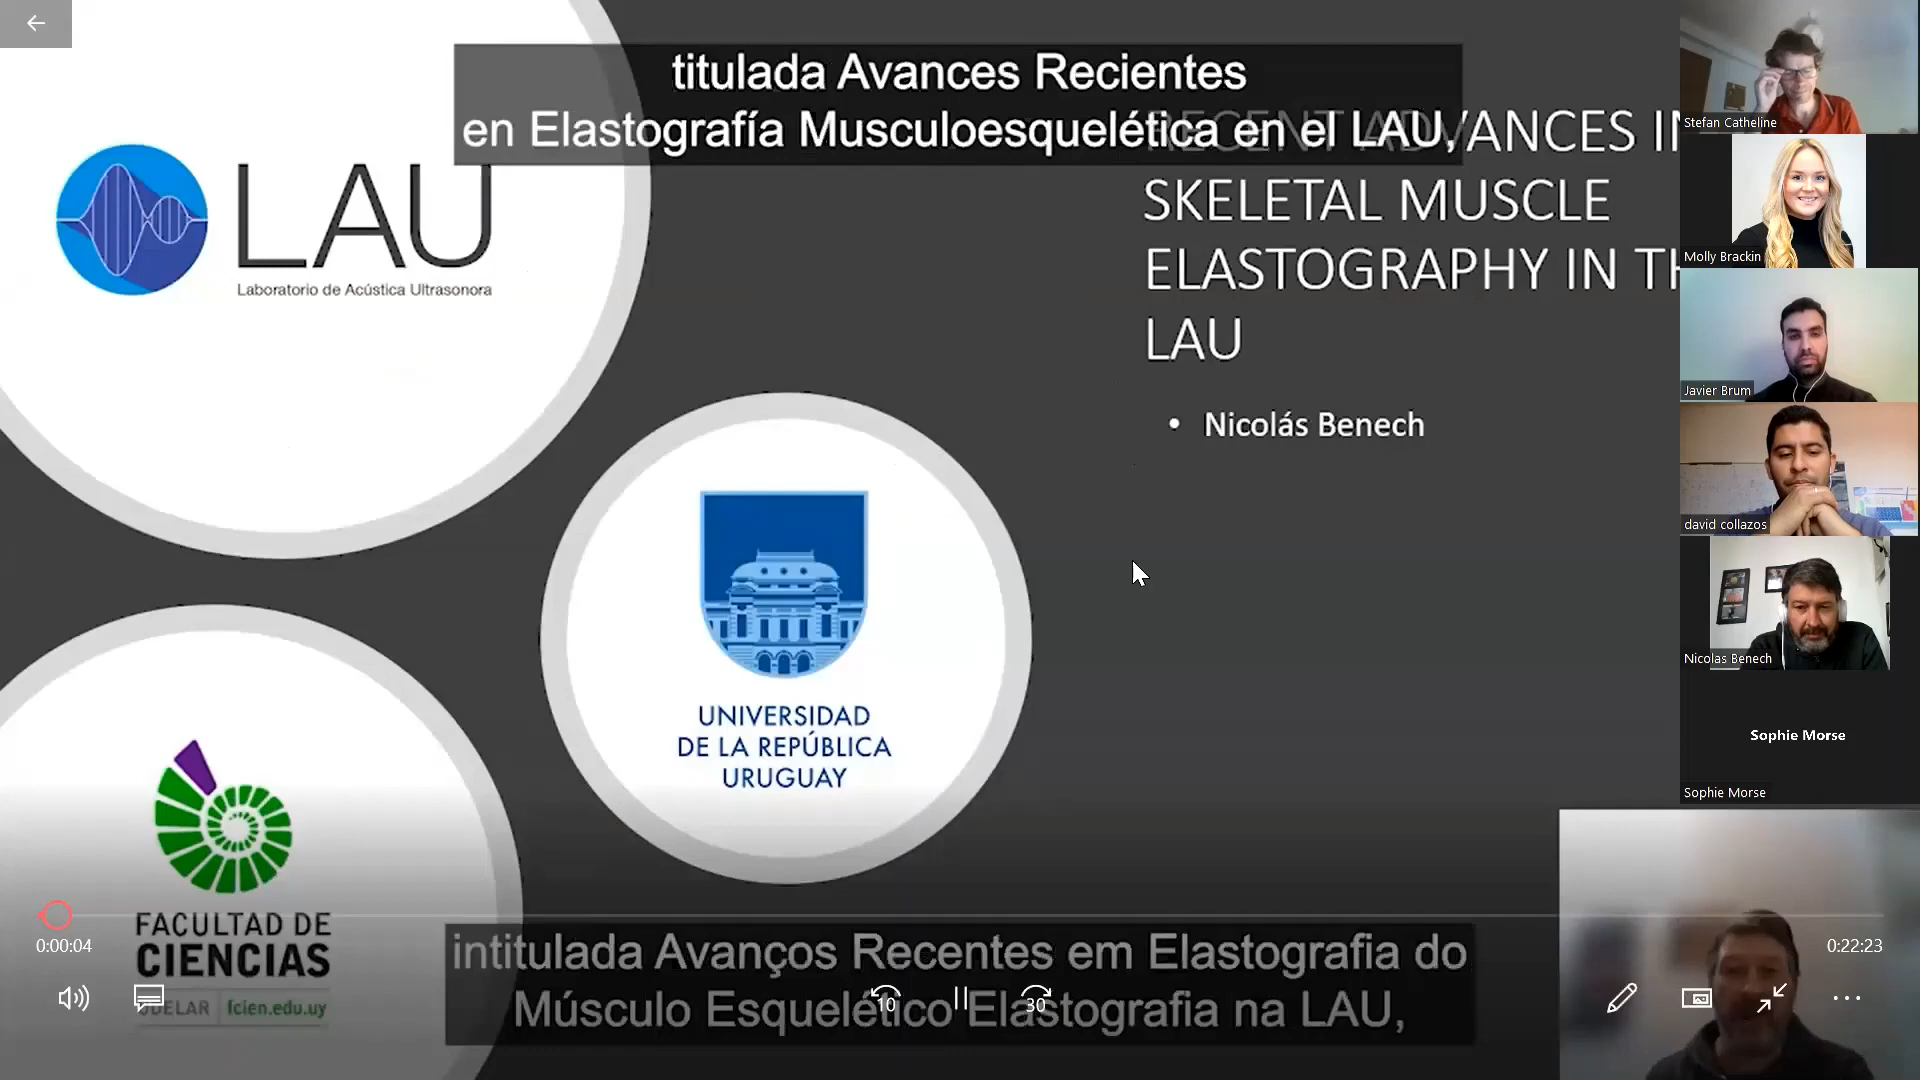 titulada Avances Recientes
en Elastografía Musculoesquelética en el LAU,
RECENT ADVANCES IN
SKELETAL MUSCLE
ELASTOGRAPHY IN TH
LAU
• Nicolás Benech
LAU
Laboratorio de Acústica Ultrasonora
UNIVERSIDAD
DE LA REPÚBLICA
URUGUAY
FACULTAD DE
CIENCIAS
UDELAR fcien.edu.uy
intitulada Avanços Recentes em Elastografia do
Músculo Esquelético Elastografia na LAU,
0:00:04
0:22:23
10
30
Stefan Catheline
Molly Brackin
Javier Brum
david collazos
Nicolas Benech
Sophie Morse
Sophie Morse